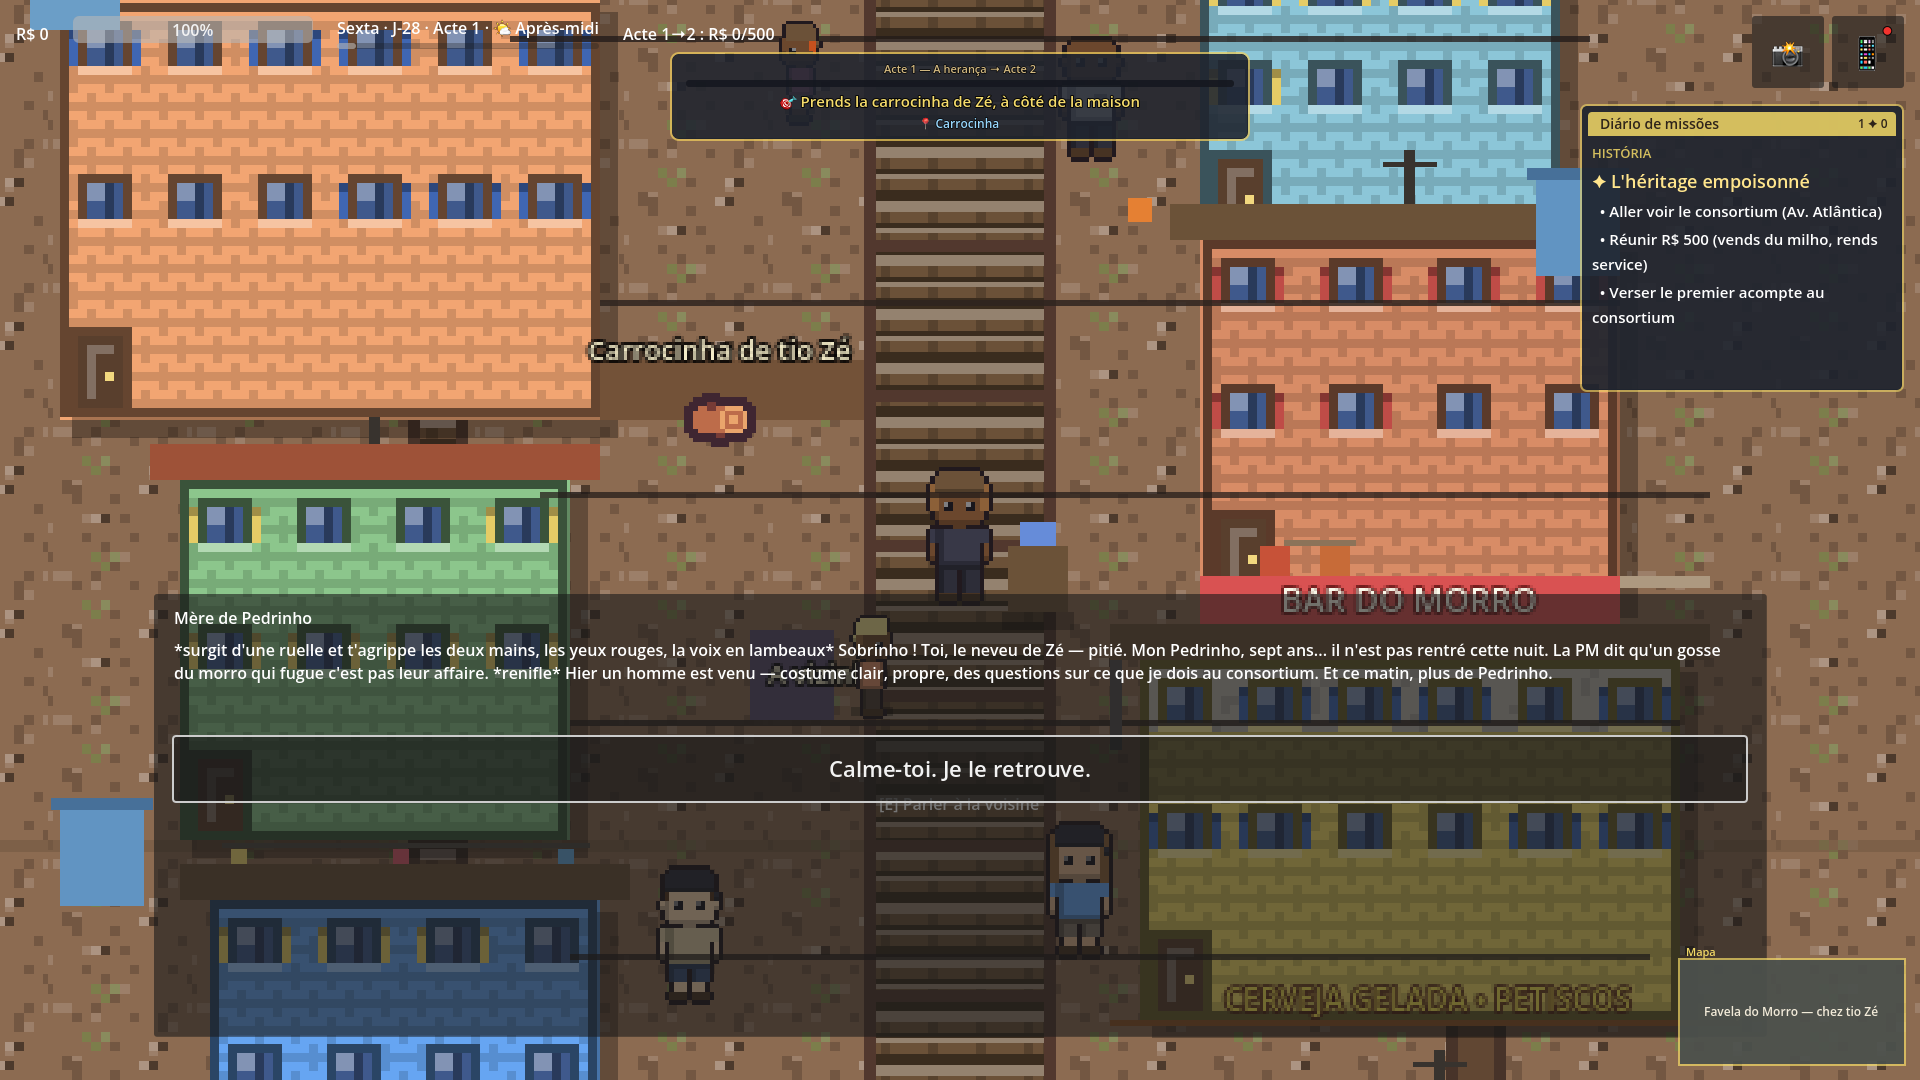 R$ 0
100%
Sexta · J-28 · Acte 1 · Après-midi
Acte 1→2 : R$ 0/500
Acte 1 — A herança → Acte 2
Prends la carrocinha de Zé, à côté de la maison
Carrocinha
Diário de missões
1 ✦ 0
HISTÓRIA
✦ L'héritage empoisonné
• Aller voir le consortium (Av. Atlântica)
• Réunir R$ 500 (vends du milho, rends
service)
• Verser le premier acompte au
consortium
Carrocinha de tio Zé
BAR DO MORRO
Mère de Pedrinho
*surgit d'une ruelle et t'agrippe les deux mains, les yeux rouges, la voix en lambeaux* Sobrinho ! Toi, le neveu de Zé — pitié. Mon Pedrinho, sept ans... il n'est pas rentré cette nuit. La PM dit qu'un gosse
du morro qui fugue c'est pas leur affaire. *renifle* Hier un homme est venu — costume clair, propre, des questions sur ce que je dois au consortium. Et ce matin, plus de Pedrinho.
Calme-toi. Je le retrouve.
[E] Parler à la voisine
CERVEJA GELADA • PETISCOS
Mapa
Favela do Morro — chez tio Zé